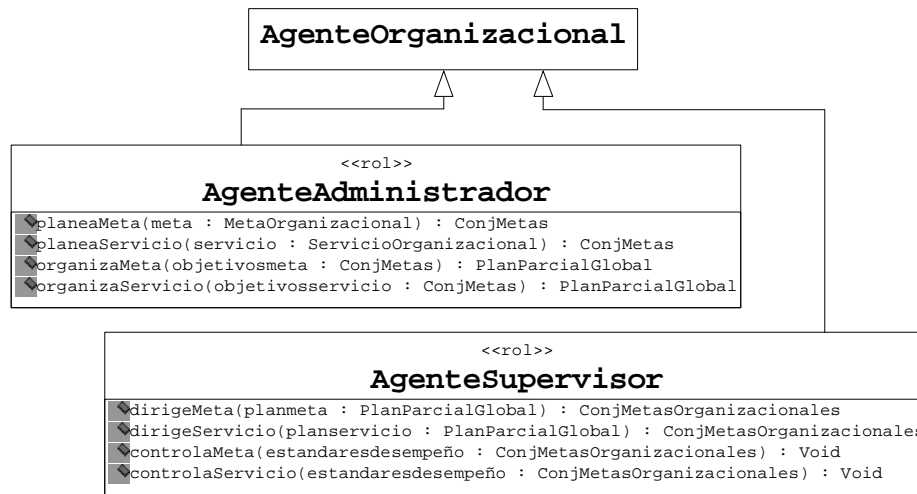 AgenteOrganizacional
<<rol>>
AgenteAdministrador
planeaMeta(meta : MetaOrganizacional) : ConjMetas
planeaServicio(servicio : ServicioOrganizacional) : ConjMetas
organizaMeta(objetivosmeta : ConjMetas) : PlanParcialGlobal
organizaServicio(objetivosservicio : ConjMetas) : PlanParcialGlobal
<<rol>>
AgenteSupervisor
dirigeMeta(planmeta : PlanParcialGlobal) : ConjMetasOrganizacionales
dirigeServicio(planservicio : PlanParcialGlobal) : ConjMetasOrganizacionales
controlaMeta(estandaresdesempeño : ConjMetasOrganizacionales) : Void
controlaServicio(estandaresdesempeño : ConjMetasOrganizacionales) : Void